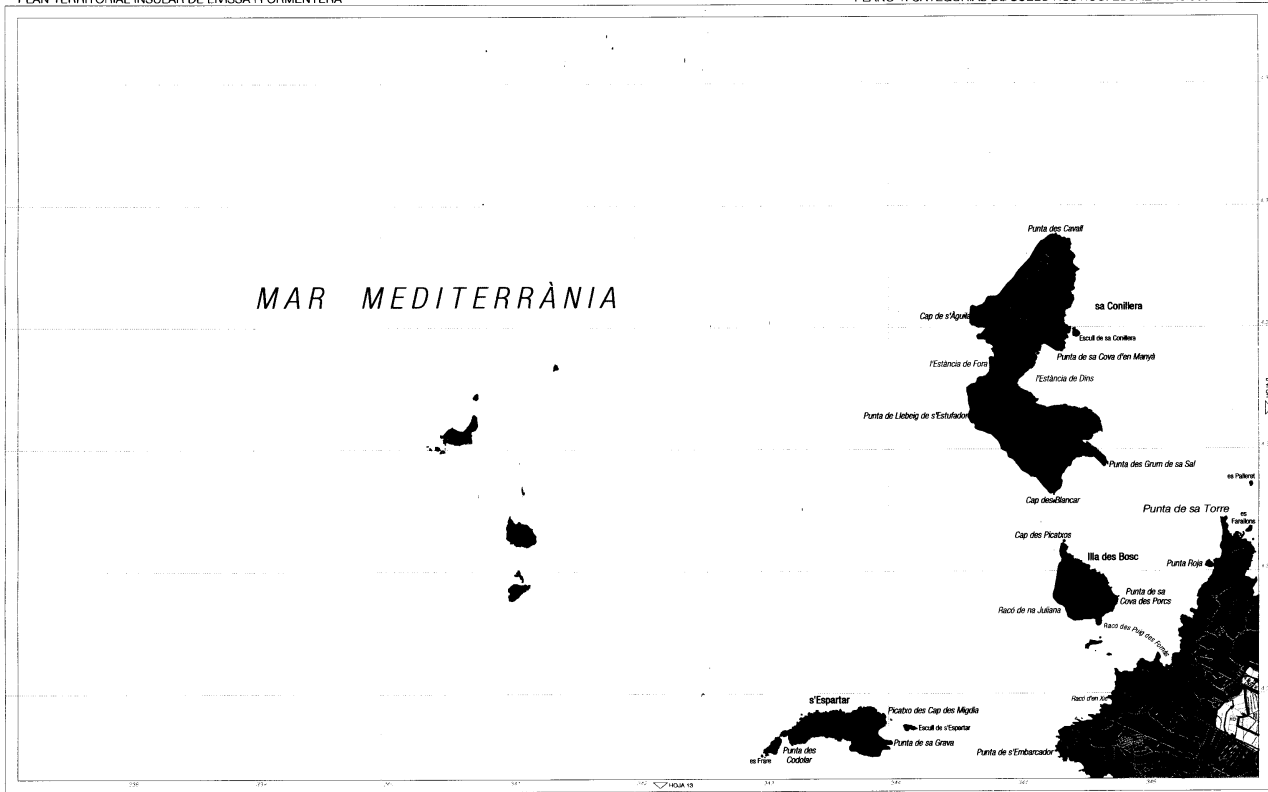 PLAN TERRITORIAL INSULAR DE EIVISSA I FORMENTERA
Punta des Cavall
MAR MEDITERRÀNIA
sa Conillera
Cap de s'Àguila
Escull de sa Conillera
Punta de sa Cova d'en Manyà
l'Estància de Fora
l'Estància de Dins
Punta de Llebeig de s'Estufador
Punta des Grum de sa Sal
es Palleret
Cap des Blancar
Punta de sa Torre
es
Farallons
Cap des Picatxos
Illa des Bosc
Punta Roja
Punta de sa
Cova des Porcs
Racó de na Juliana
Racó des Puig des
Racó d'en Xic
s'Espartar
Picatxo des Cap des Migdia
Escull de s'Espartar
Punta de sa Grava
Punta de s'Embarcador
Punta des
Codolar
es Frare
HOJA 13